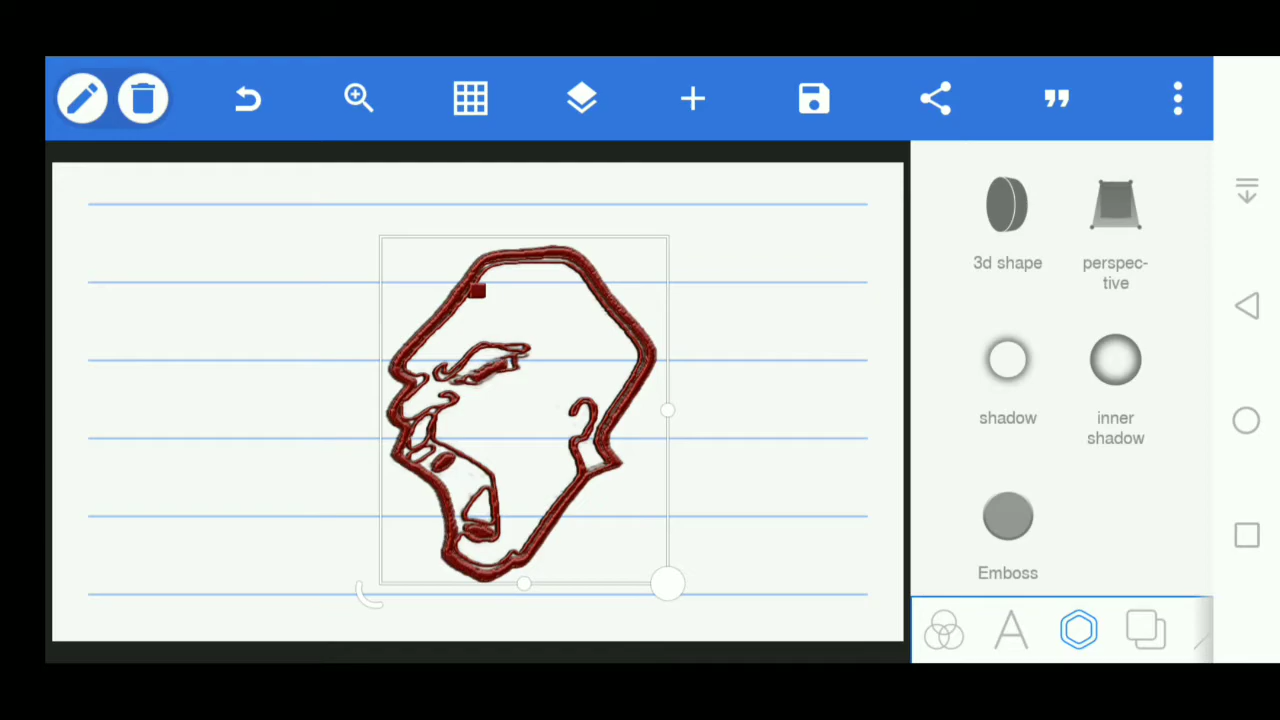 3d shape
perspec-
tive
shadow
inner
shadow
Emboss